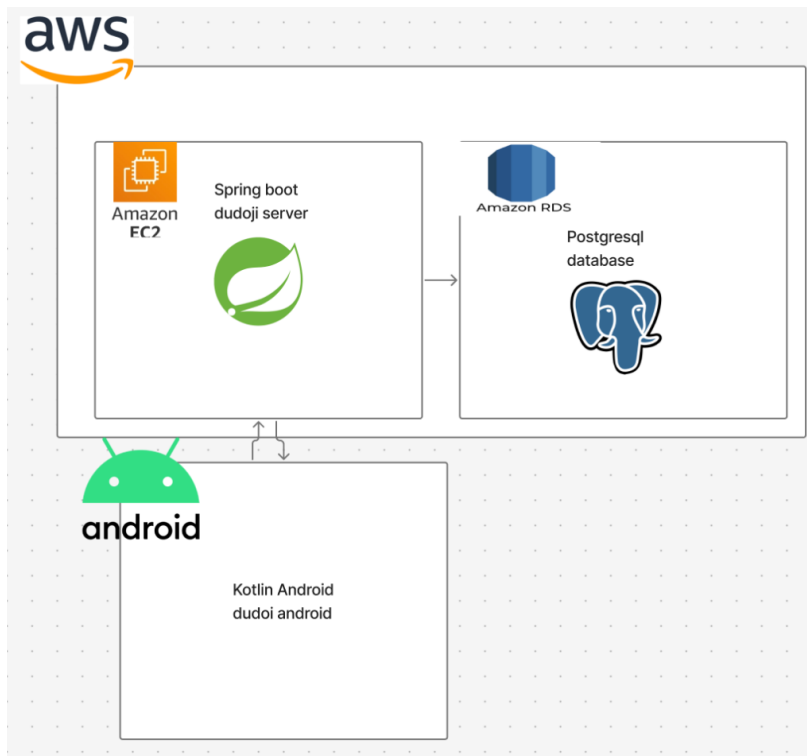 aws
Amazon
EC2
Spring boot
dudoji server
Amazon RDS
Postgresql
database
android
Kotlin Android
dudoi android